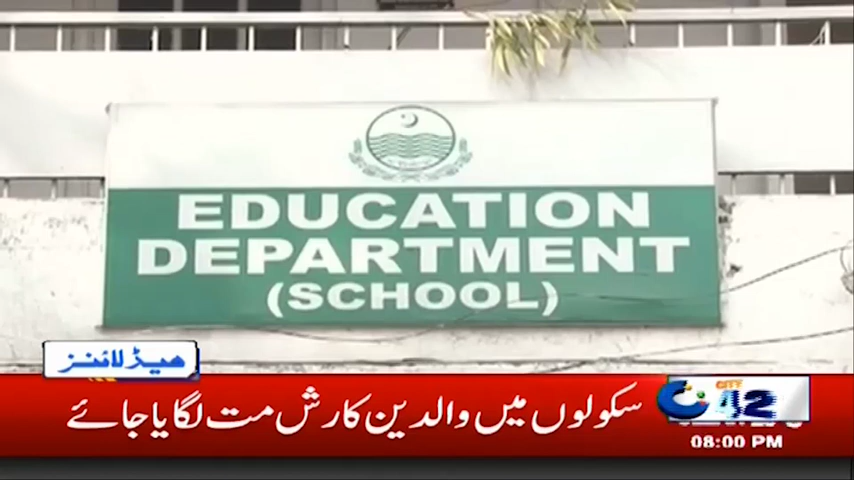 EDUCATION
DEPARTMENT
(SCHOOL)
ہیڈلائنز
سکولوں میں والدین کا رش مت لگایا جائے
CITY
42
08:00 PM